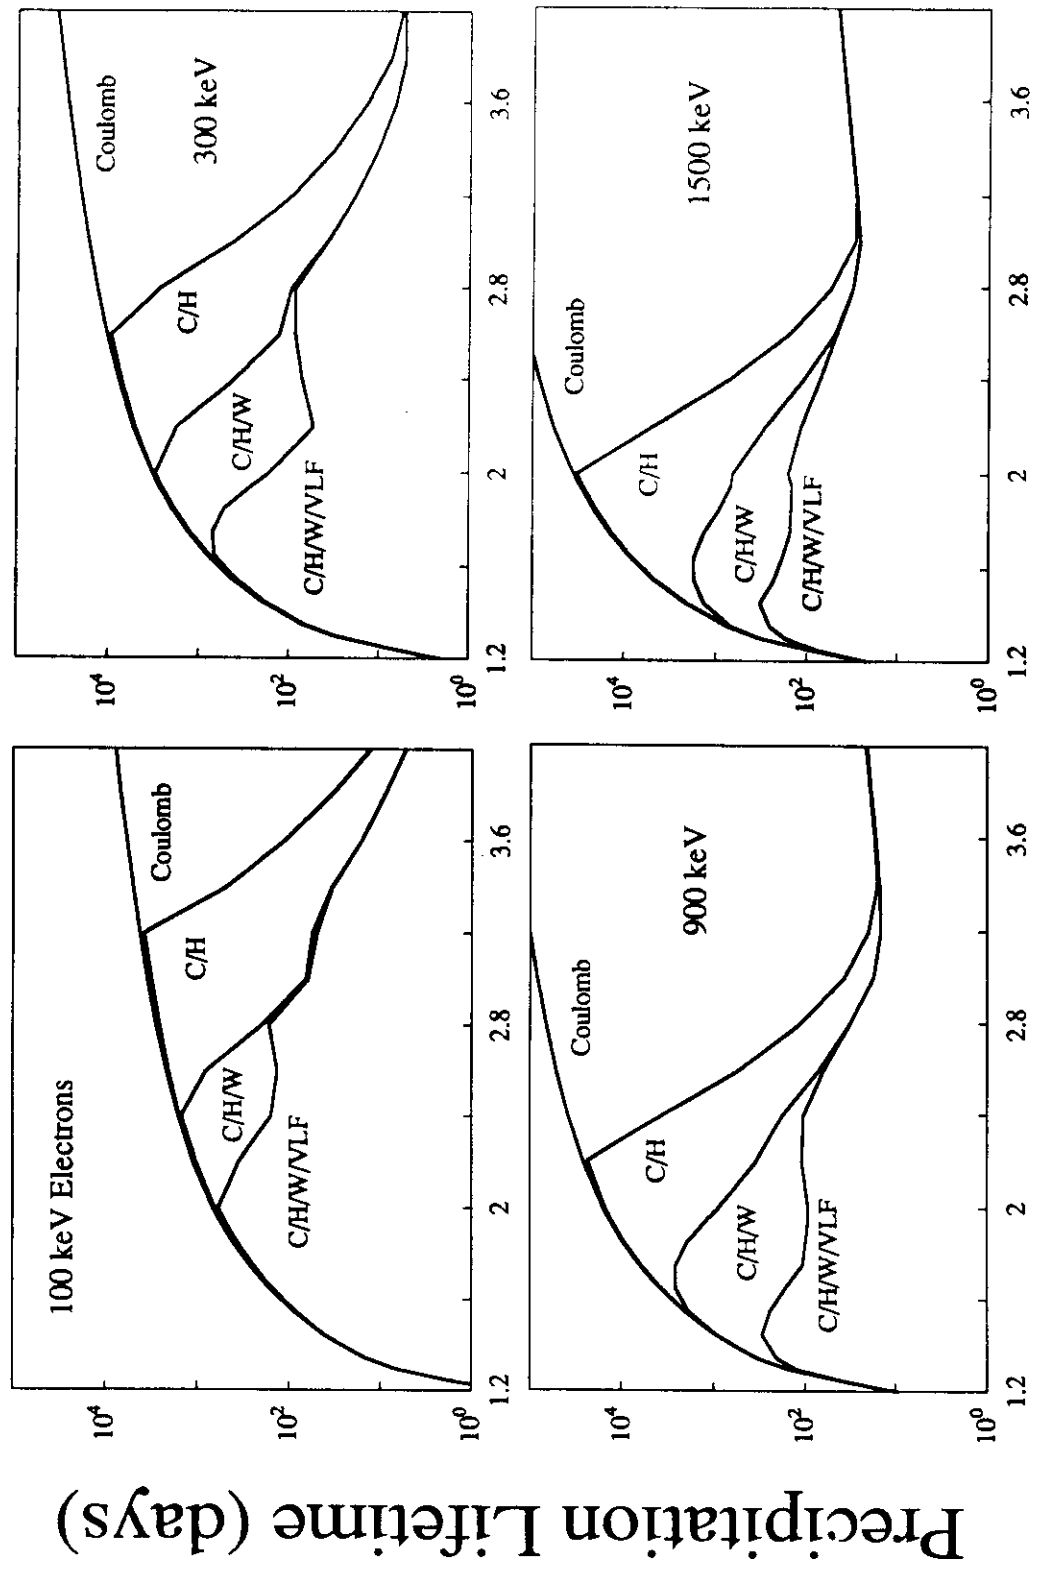 Precipitation Lifetime (days)
100 keV Electrons
Coulomb
C/H
C/H/W
C/H/W/VLF
10⁴
10²
10⁰
1.2
2
2.8
3.6
300 keV
Coulomb
C/H
C/H/W
C/H/W/VLF
10⁴
10²
10⁰
1.2
2
2.8
3.6
900 keV
Coulomb
C/H
C/H/W
C/H/W/VLF
10⁴
10²
10⁰
1.2
2
2.8
3.6
1500 keV
Coulomb
C/H
C/H/W
C/H/W/VLF
10⁴
10²
10⁰
1.2
2
2.8
3.6